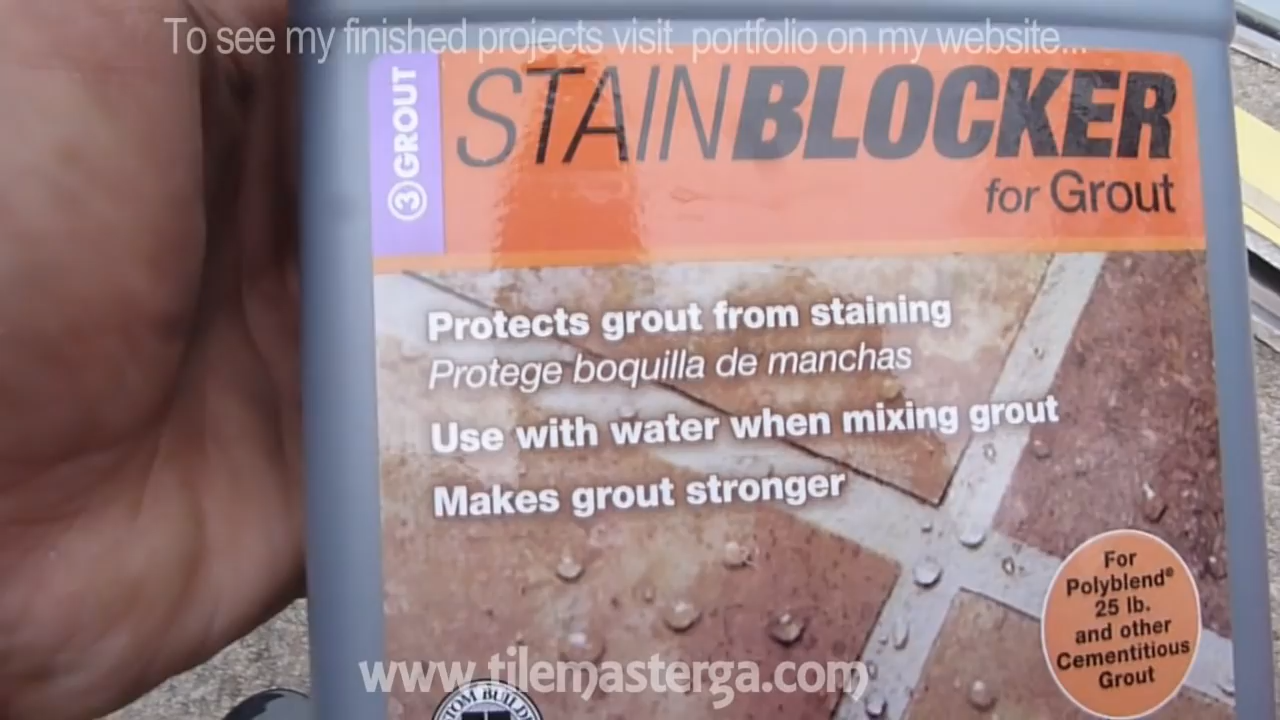 To see my finished projects visit portfolio on my website...
③GROUT
STAINBLOCKER
for Grout
Protects grout from staining
Protege boquilla de manchas
Use with water when mixing grout
Makes grout stronger
For
Polyblend®
25 lb.
and other
Cementitious
Grout
www.tilemasterga.com